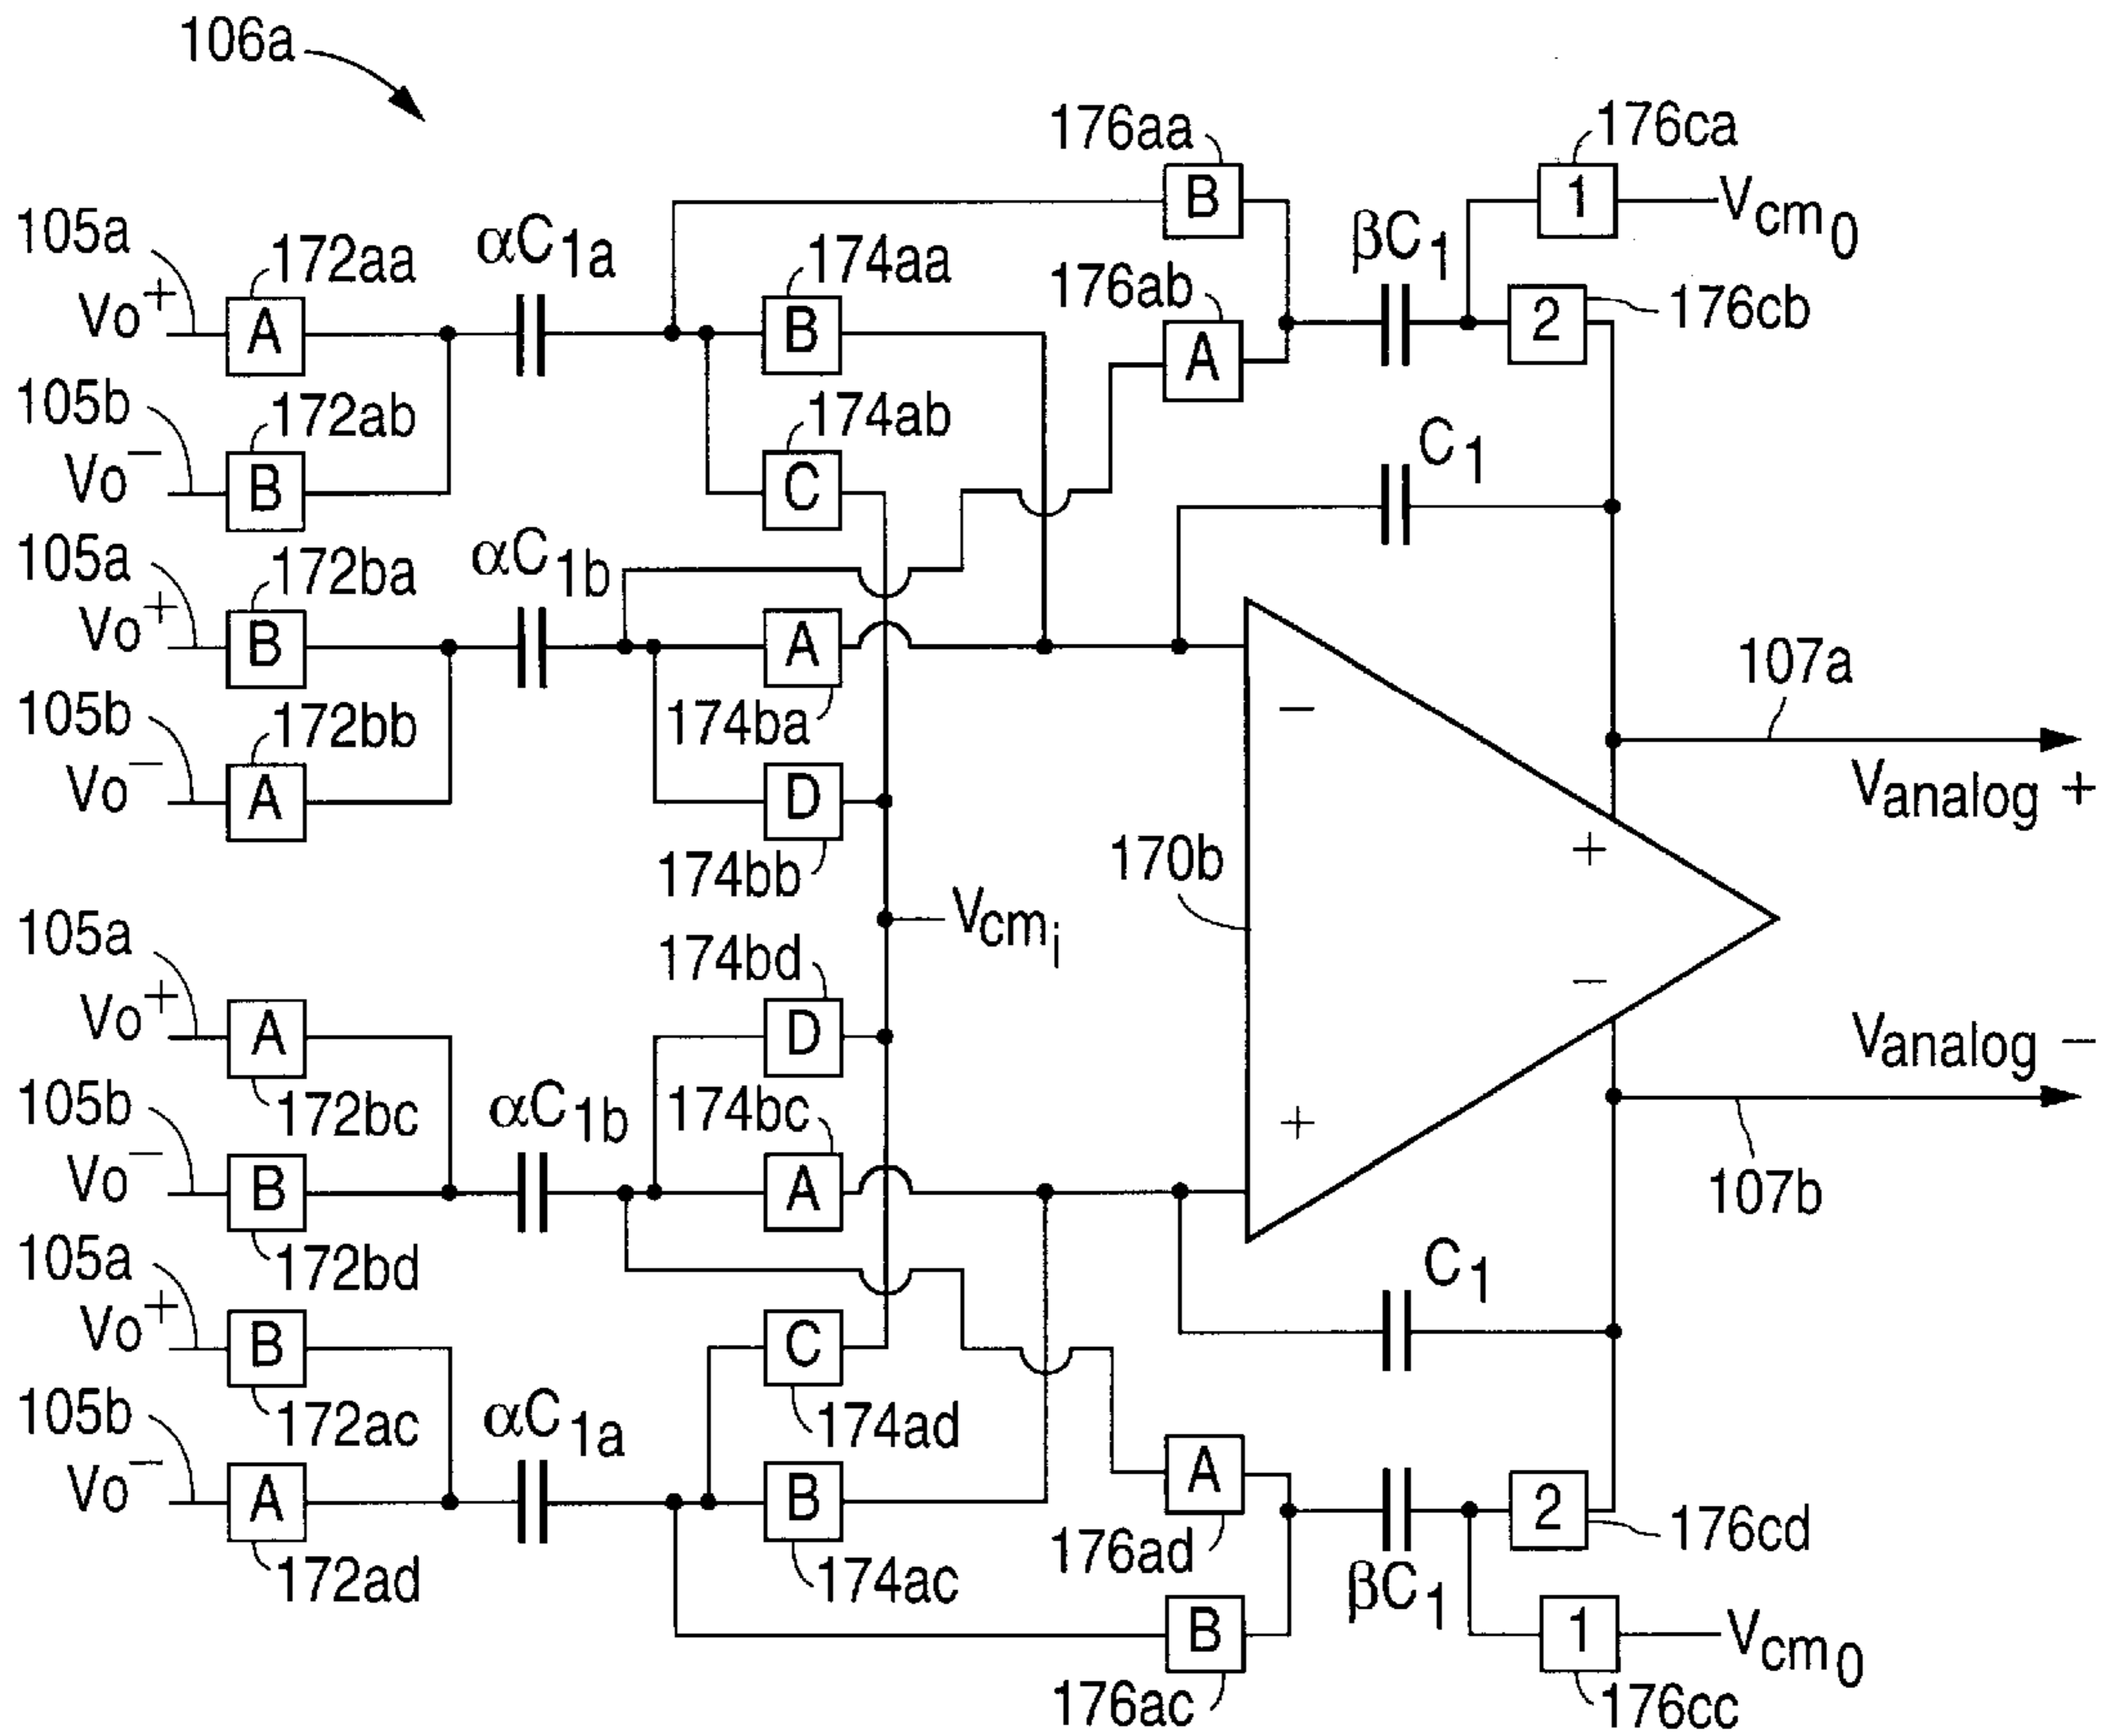 106a
176aa
176ca
B
1
Vcm0
105a
172aa
αC1a
174aa
βC1
Vo+
A
B
176ab
2
176cb
105b
172ab
174ab
A
Vo−
B
C
C1
105a
172ba
αC1b
Vo+
B
A
105b
172bb
174ba
−
107a
Vo−
A
D
Vanalog +
174bb
170b
+
Vcmi
105a
174bd
−
Vo+
A
D
Vanalog −
105b
172bc
αC1b
174bc
+
Vo−
B
A
107b
105a
172bd
C1
Vo+
B
C
105b
172ac
αC1a
174ad
A
Vo−
A
B
2
176cd
172ad
174ac
176ad
βC1
B
1
Vcm0
176ac
176cc